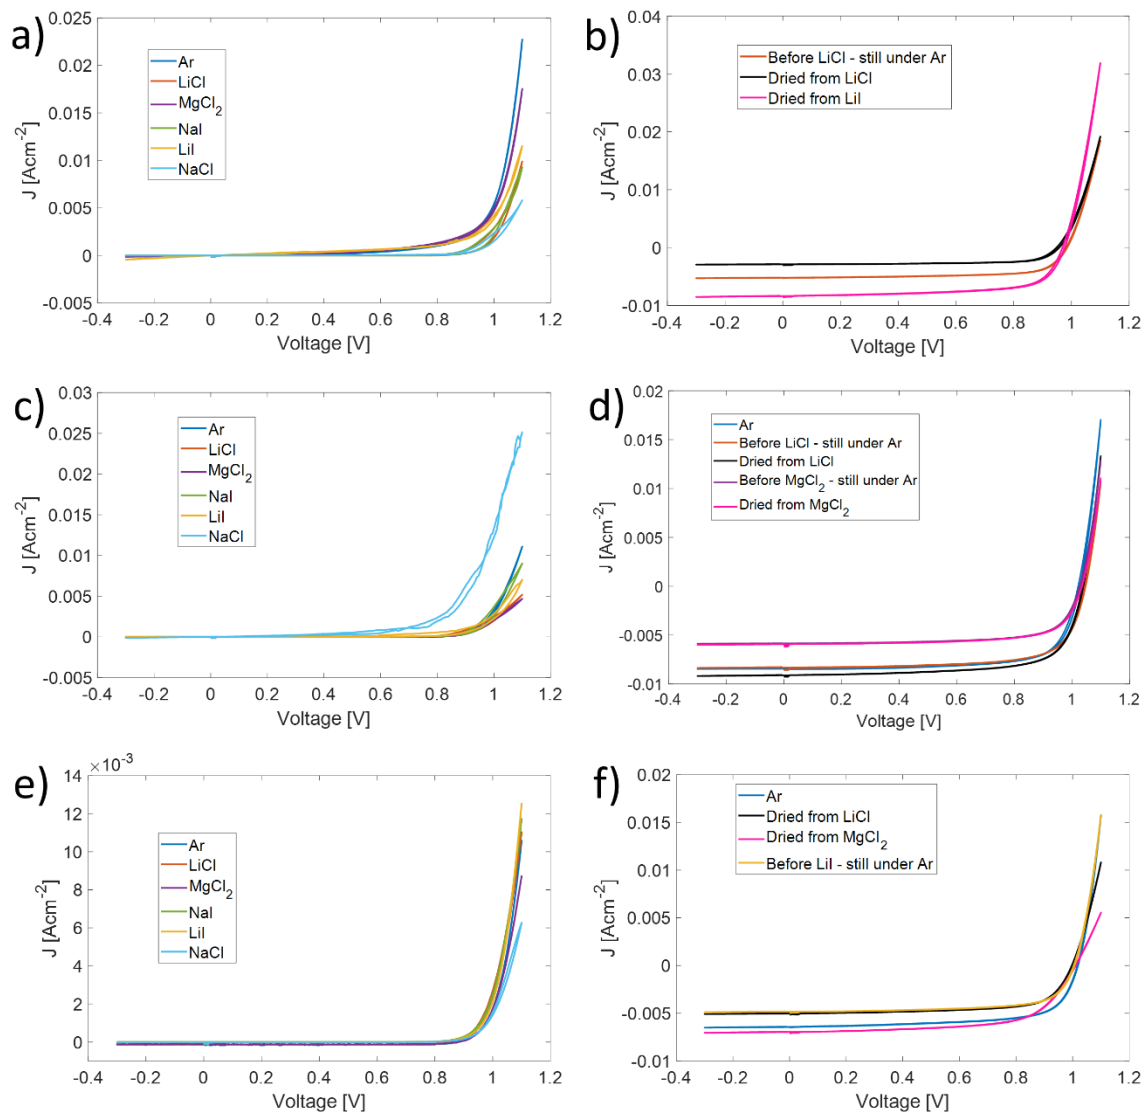 a)
0.025
0.02
0.015
0.01
0.005
0
-0.005
J [Acm-2]
Ar
LiCl
MgCl2
NaI
LiI
NaCl
-0.4 -0.2 0 0.2 0.4 0.6 0.8 1 1.2
Voltage [V]
b)
0.04
0.03
0.02
0.01
0
-0.01
J [Acm-2]
Before LiCl - still under Ar
Dried from LiCl
Dried from LiI
-0.4 -0.2 0 0.2 0.4 0.6 0.8 1 1.2
Voltage [V]
c)
0.03
0.025
0.02
0.015
0.01
0.005
0
-0.005
J [Acm-2]
Ar
LiCl
MgCl2
NaI
LiI
NaCl
-0.4 -0.2 0 0.2 0.4 0.6 0.8 1 1.2
Voltage [V]
d)
0.02
0.015
0.01
0.005
0
-0.005
-0.01
J [Acm-2]
Ar
Before LiCl - still under Ar
Dried from LiCl
Before MgCl2 - still under Ar
Dried from MgCl2
-0.4 -0.2 0 0.2 0.4 0.6 0.8 1 1.2
Voltage [V]
e)
×10-3
14
12
10
8
6
4
2
0
J [Acm-2]
Ar
LiCl
MgCl2
NaI
LiI
NaCl
-0.4 -0.2 0 0.2 0.4 0.6 0.8 1 1.2
Voltage [V]
f)
0.02
0.015
0.01
0.005
0
-0.005
-0.01
J [Acm-2]
Ar
Dried from LiCl
Dried from MgCl2
Before LiI - still under Ar
-0.4 -0.2 0 0.2 0.4 0.6 0.8 1 1.2
Voltage [V]